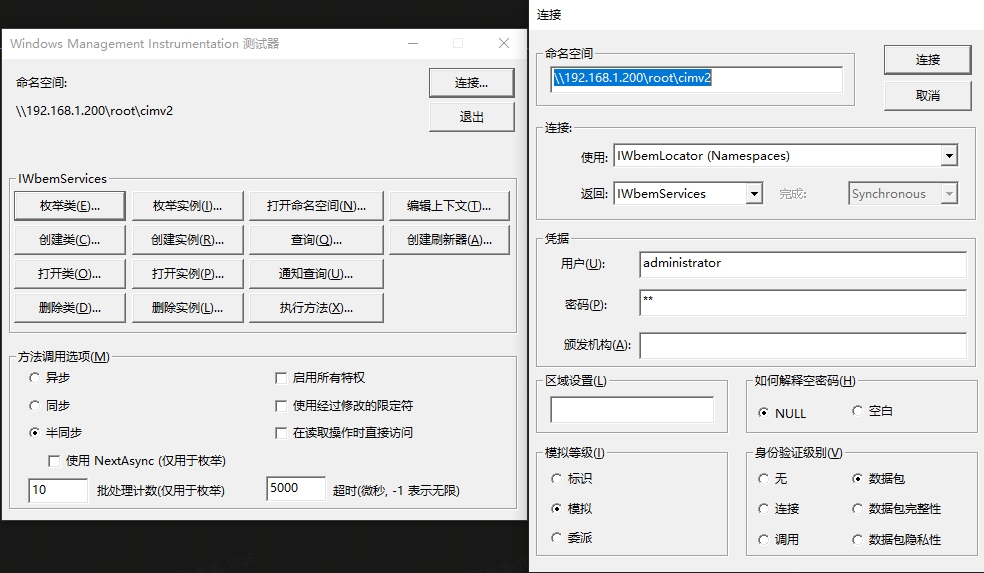 Windows Management Instrumentation 测试器
命名空间:
连接...
\\192.168.1.200\root\cimv2
退出
IWbemServices
枚举类(E)... 枚举实例(I)... 打开命名空间(N)... 编辑上下文(T)...
创建类(C)... 创建实例(R)... 查询(Q)... 创建刷新器(A)...
打开类(O)... 打开实例(P)... 通知查询(U)...
删除类(D)... 删除实例(L)... 执行方法(X)...
方法调用选项(M)
异步 启用所有特权
同步 使用经过修改的限定符
半同步 在读取操作时直接访问
使用 NextAsync (仅用于枚举)
10 批处理计数(仅用于枚举) 5000 超时(微秒, -1 表示无限)
连接
命名空间
\\192.168.1.200\root\cimv2
连接
取消
连接:
使用: IWbemLocator (Namespaces)
返回: IWbemServices 完成: Synchronous
凭据
用户(U): administrator
密码(P): **
颁发机构(A):
区域设置(L)
如何解释空密码(H)
NULL 空白
模拟等级(I)
标识
模拟
委派
身份验证级别(V)
无 数据包
连接 数据包完整性
调用 数据包隐私性